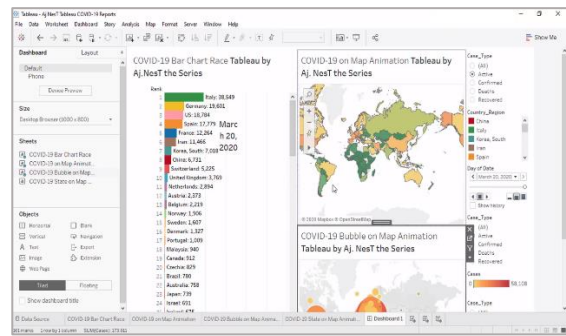 Tableau - Aj NesT Tableau COVID-19 Reports
File Data Worksheet Dashboard Story Analysis Map Format Server Window Help
Show Me
Dashboard Layout
Default
Phone
Device Preview
Size
Desktop Browser (1000 x 800)
Sheets
COVID-19 Bar Chart Race
COVID-19 on Map Animat...
COVID-19 Bubble on Map...
COVID-19 State on Map ...
Objects
Horizontal Blank
Vertical Navigation
Text Export
Image Extension
Web Page
Tiled Floating
Show dashboard title
COVID-19 Bar Chart Race Tableau by
Aj.NesT the Series
Rank
Italy: 38,549
Germany: 19,601
US: 18,784
Spain: 17,779
France: 12,264
Iran: 11,466
Korea, South: 7,008
China: 6,731
Switzerland: 5,225
United Kingdom: 3,760
Netherlands: 2,894
Austria: 2,373
Belgium: 2,219
Norway: 1,906
Sweden: 1,607
Denmark: 1,327
Portugal: 1,009
Malaysia: 940
Canada: 912
Czechia: 829
Brazil: 780
Australia: 758
Japan: 739
Israel: 691
Marc
h 20,
2020
COVID-19 on Map Animation Tableau by
Aj. NesT the Series
© 2020 Mapbox © OpenStreetMap
COVID-19 Bubble on Map Animation
Tableau by Aj. NesT the Series
Case_Type
(All)
Active
Confirmed
Deaths
Recovered
Country_Region
China
Italy
Korea, South
Iran
Spain
Day of Date
March 20, 2020
Show history
Case_Type
(All)
Active
Confirmed
Deaths
Recovered
Cases
Case_Type
(All)
Data Source COVID-19 Bar Chart Race COVID-19 on Map Animation COVID-19 Bubble on Map Anima... COVID-19 State on Map Animat... Dashboard 1